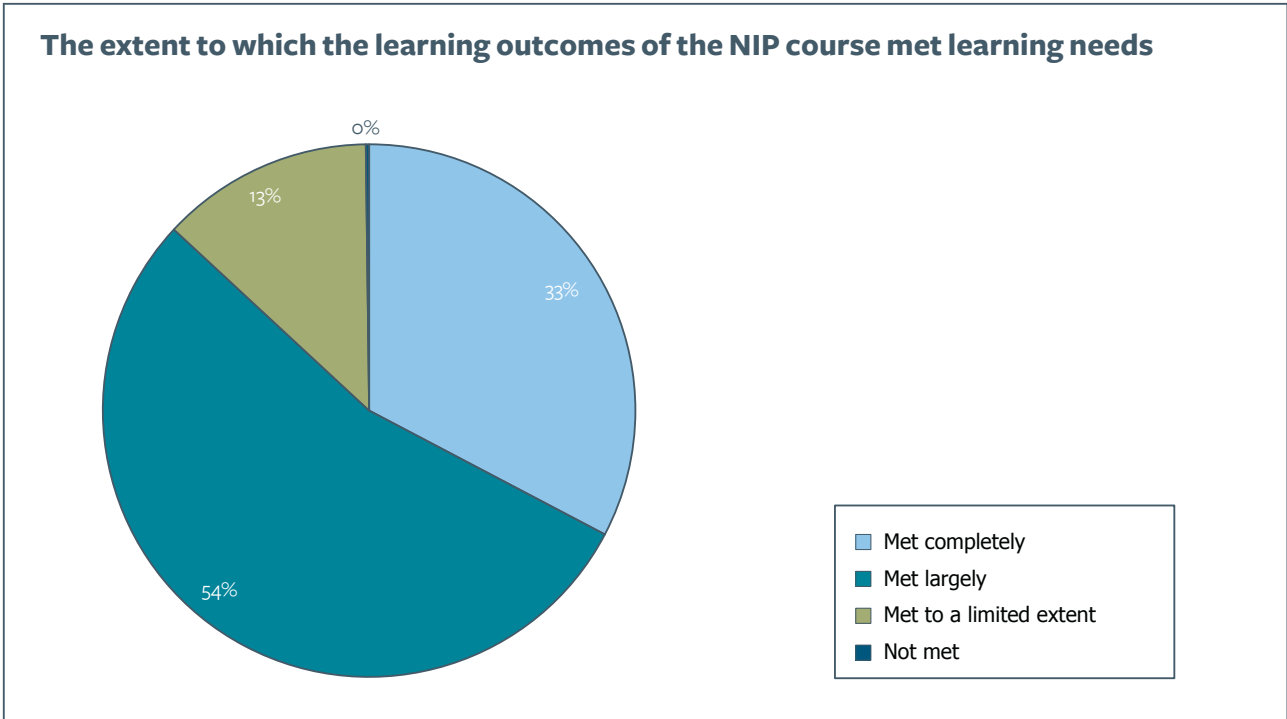 The extent to which the learning outcomes of the NIP course met learning needs
0%
13%
33%
54%
Met completely
Met largely
Met to a limited extent
Not met